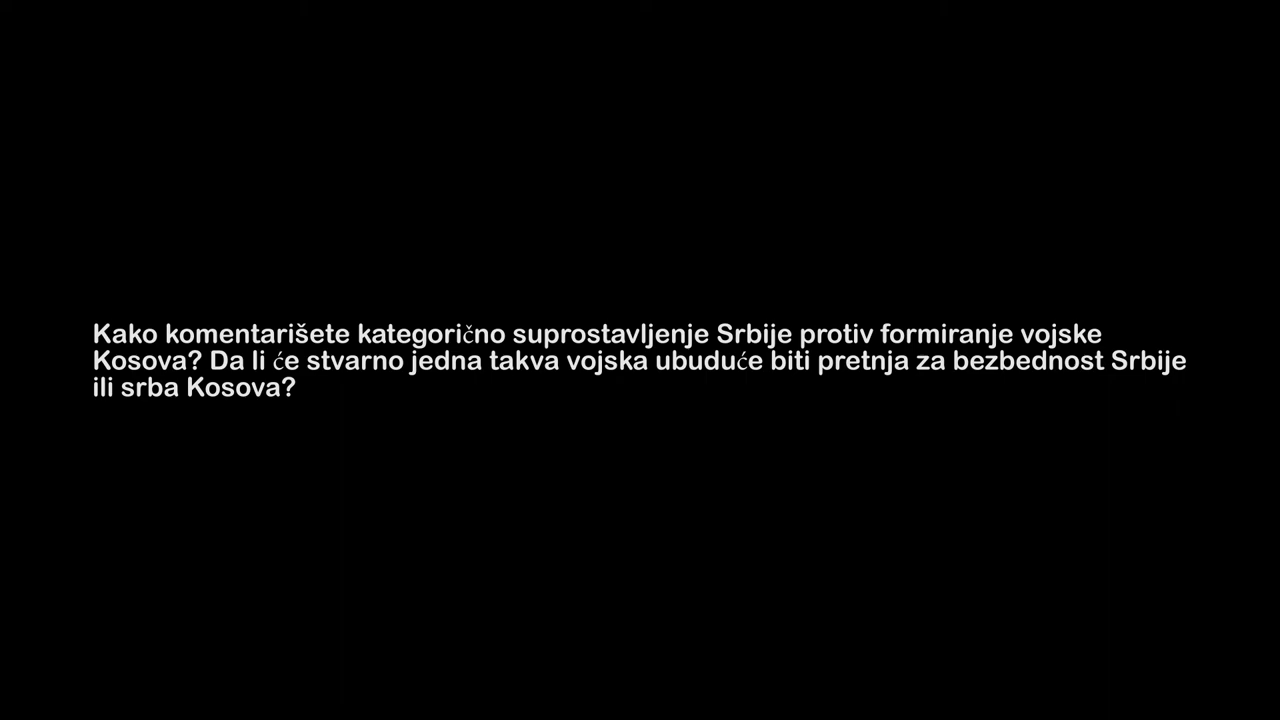 Kako komentarišete kategorično suprostavljenje Srbije protiv formiranje vojske
Kosova? Da li će stvarno jedna takva vojska ubuduće biti pretnja za bezbednost Srbije
ili srba Kosova?